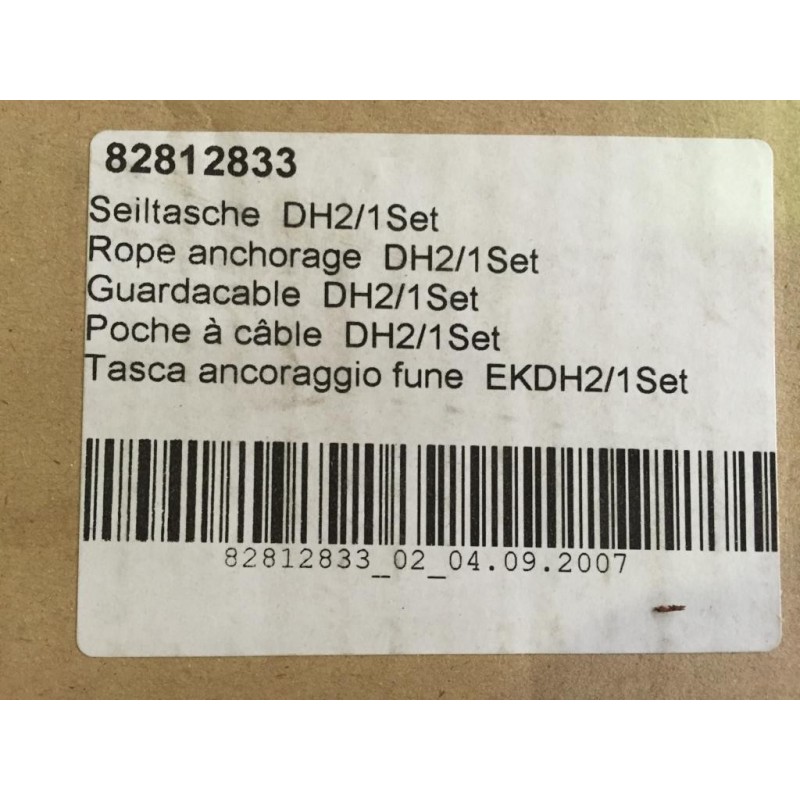 82812833
Seiltasche DH2/1Set
Rope anchorage DH2/1Set
Guardacable DH2/1Set
Poche à câble DH2/1Set
Tasca ancoraggio fune EKDH2/1Set
82812833_02_04.09.2007